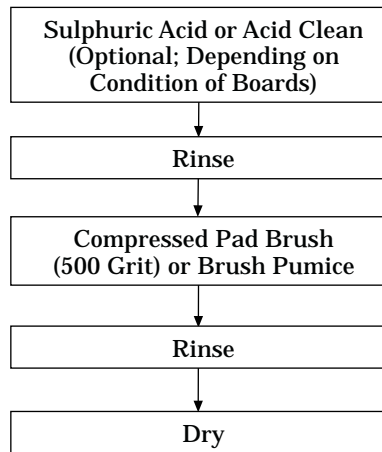 Sulphuric Acid or Acid Clean
(Optional; Depending on
Condition of Boards)
Rinse
Compressed Pad Brush
(500 Grit) or Brush Pumice
Rinse
Dry